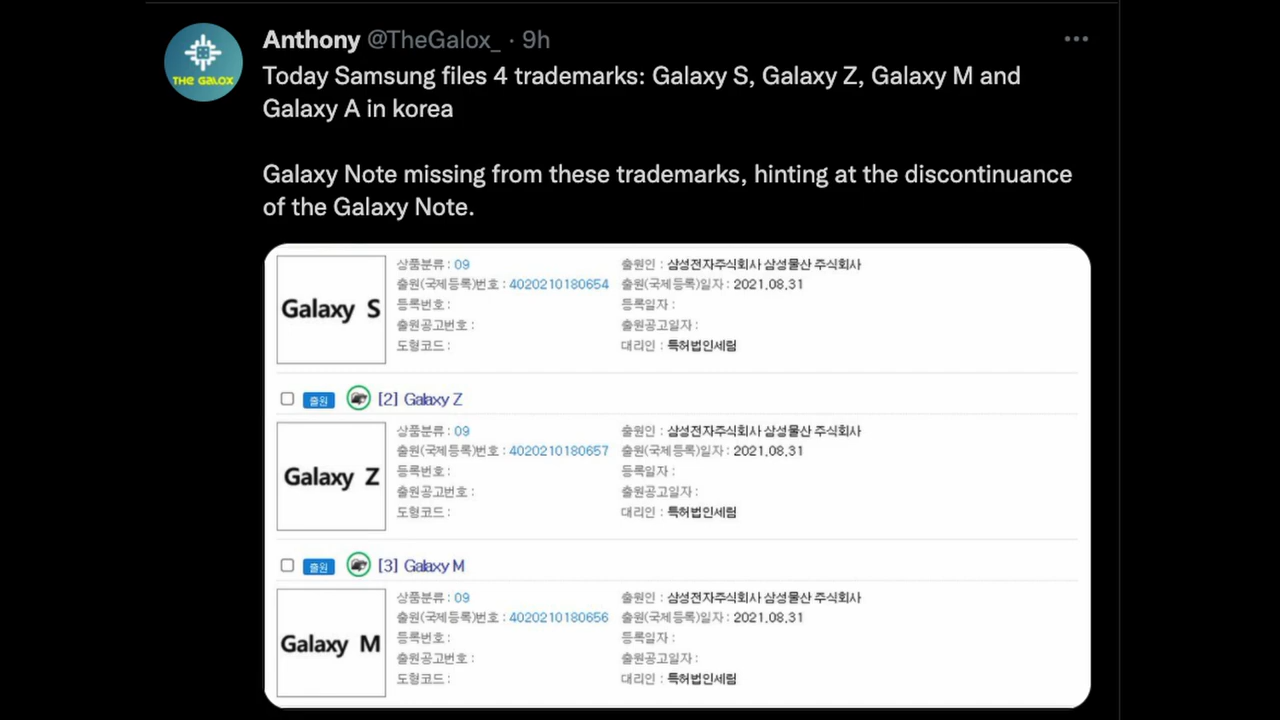 THE GALOX
Anthony @TheGalox_ · 9h
Today Samsung files 4 trademarks: Galaxy S, Galaxy Z, Galaxy M and
Galaxy A in korea
Galaxy Note missing from these trademarks, hinting at the discontinuance
of the Galaxy Note.
Galaxy S
상품분류 : 09 출원인 : 삼성전자주식회사 삼성물산 주식회사
출원(국제등록)번호 : 4020210180654 출원(국제등록)일자 : 2021.08.31
등록번호 : 등록일자 :
출원공고번호 : 출원공고일자 :
도형코드 : 대리인 : 특허법인세림
출원 [2] Galaxy Z
Galaxy Z
상품분류 : 09 출원인 : 삼성전자주식회사 삼성물산 주식회사
출원(국제등록)번호 : 4020210180657 출원(국제등록)일자 : 2021.08.31
등록번호 : 등록일자 :
출원공고번호 : 출원공고일자 :
도형코드 : 대리인 : 특허법인세림
출원 [3] Galaxy M
Galaxy M
상품분류 : 09 출원인 : 삼성전자주식회사 삼성물산 주식회사
출원(국제등록)번호 : 4020210180656 출원(국제등록)일자 : 2021.08.31
등록번호 : 등록일자 :
출원공고번호 : 출원공고일자 :
도형코드 : 대리인 : 특허법인세림